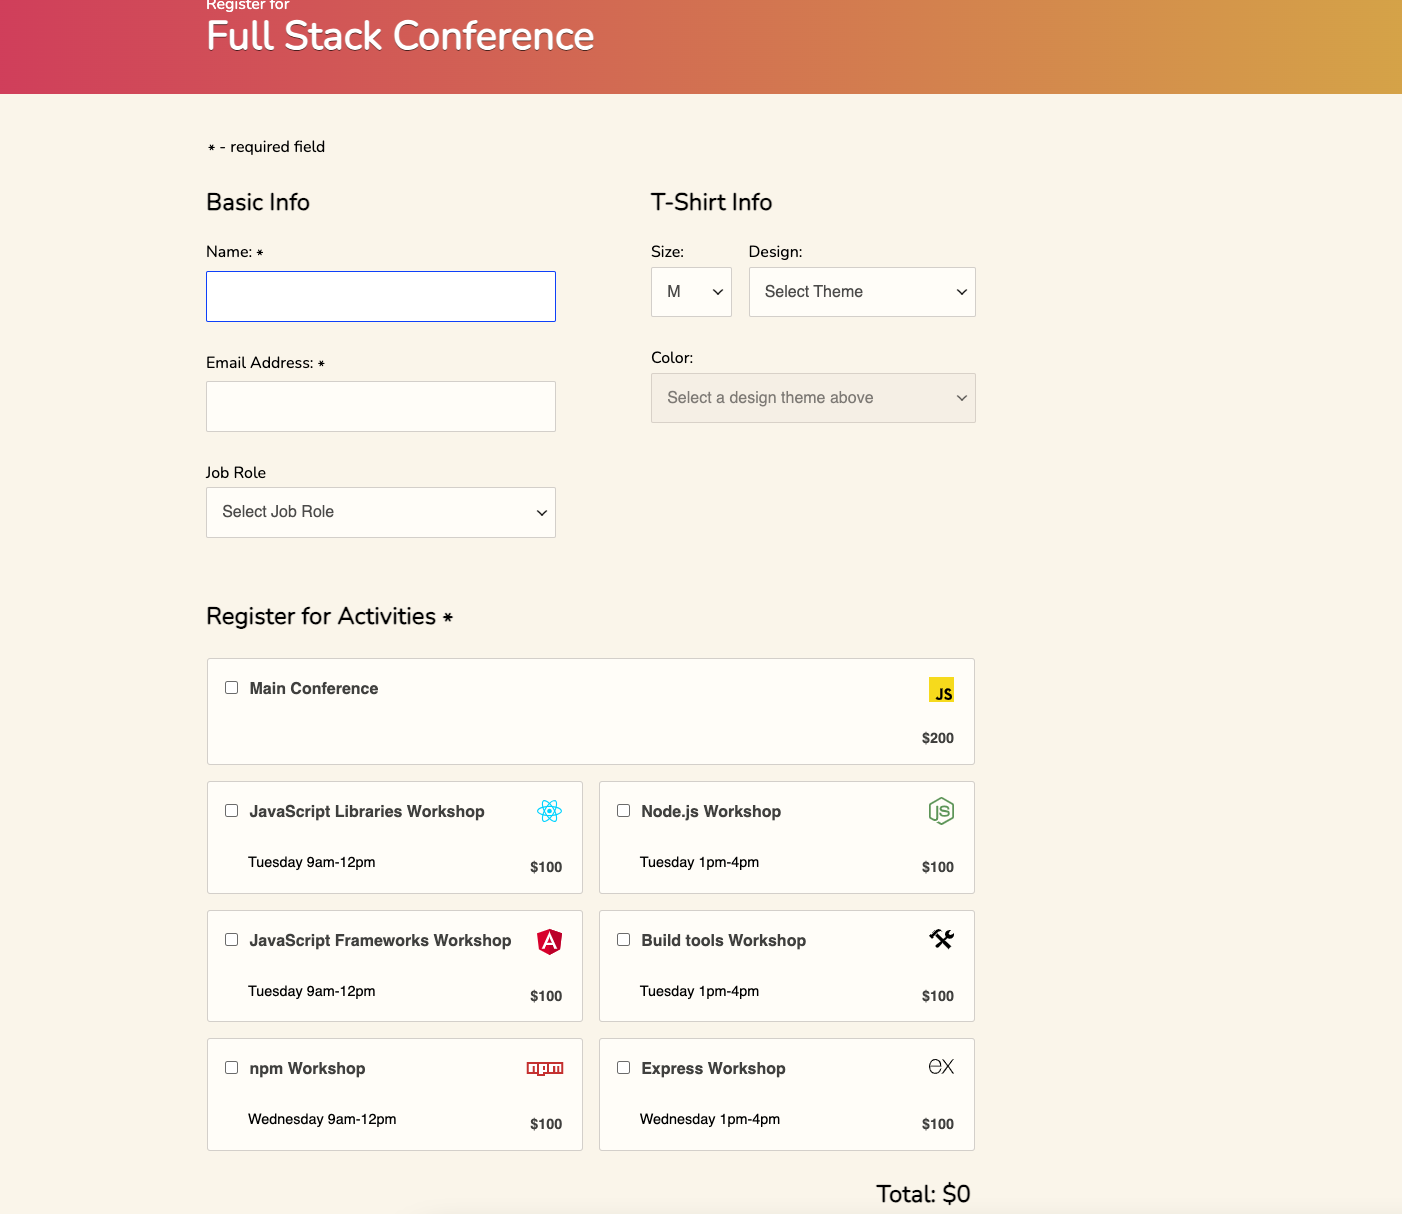 Register for
Full Stack Conference
* - required field
Basic Info
Name: *
Email Address: *
Job Role
Select Job Role
T-Shirt Info
Size:
Design:
M
Select Theme
Color:
Select a design theme above
Register for Activities *
Main Conference
JS
$200
JavaScript Libraries Workshop
Tuesday 9am-12pm
$100
Node.js Workshop
JS
Tuesday 1pm-4pm
$100
JavaScript Frameworks Workshop
A
Tuesday 9am-12pm
$100
Build tools Workshop
Tuesday 1pm-4pm
$100
npm Workshop
npm
Wednesday 9am-12pm
$100
Express Workshop
ex
Wednesday 1pm-4pm
$100
Total: $0